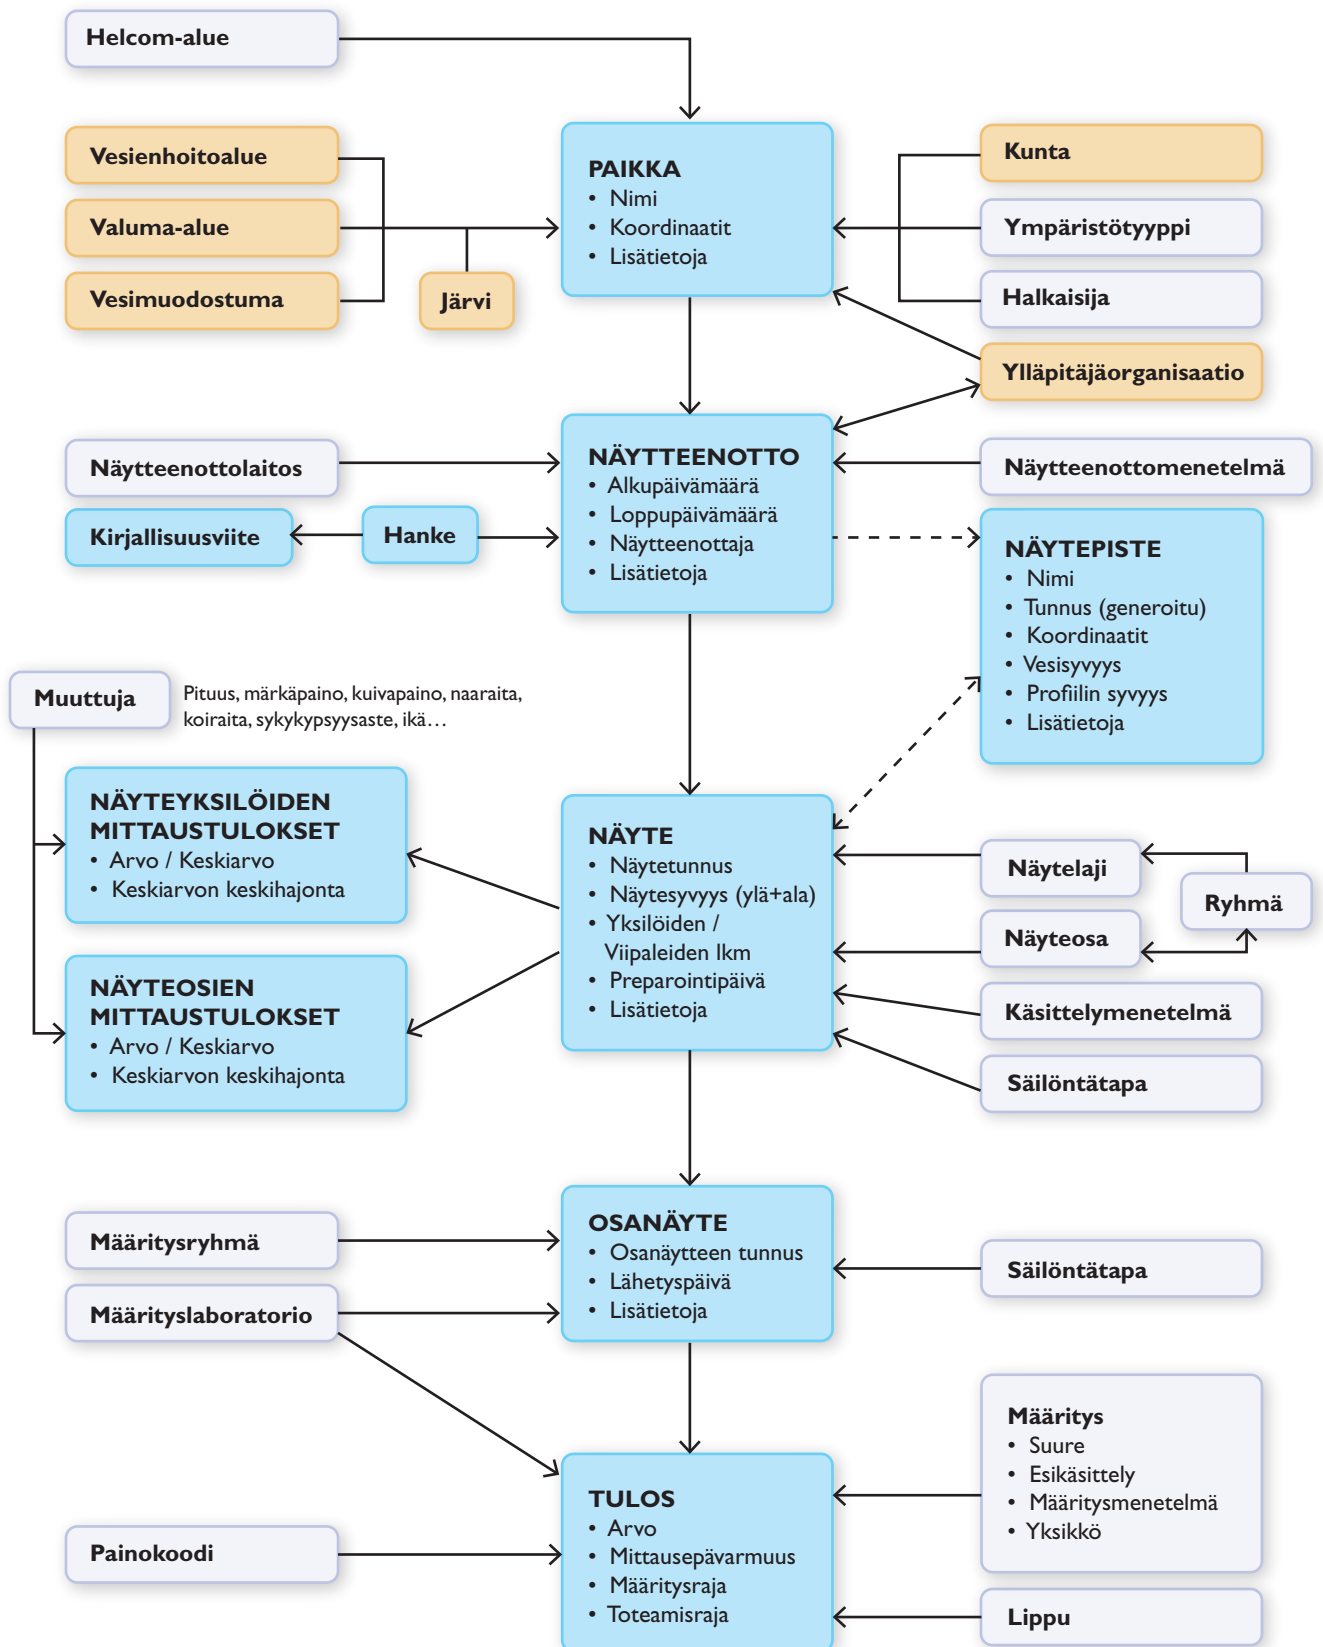 Helcom-alue
Vesienhoitoalue
Valuma-alue
Vesimuodostuma
Järvi
PAIKKA
• Nimi
• Koordinaatit
• Lisätietoja
Kunta
Ympäristötyyppi
Halkaisija
Ylläpitäjäorganisaatio
Näytteenottolaitos
Kirjallisuusviite
Hanke
NÄYTTEENOTTO
• Alkupäivämäärä
• Loppupäivämäärä
• Näytteenottaja
• Lisätietoja
Näytteenottomenetelmä
NÄYTEPISTE
• Nimi
• Tunnus (generoitu)
• Koordinaatit
• Vesisyvyys
• Profiilin syvyys
• Lisätietoja
Muuttuja
Pituus, märkäpaino, kuivapaino, naaraita,
koiraita, sykykypsyysaste, ikä…
NÄYTEYKSILÖIDEN
MITTAUSTULOKSET
• Arvo / Keskiarvo
• Keskiarvon keskihajonta
NÄYTEOSIEN
MITTAUSTULOKSET
• Arvo / Keskiarvo
• Keskiarvon keskihajonta
NÄYTE
• Näytetunnus
• Näytesyvyys (ylä+ala)
• Yksilöiden /
Viipaleiden lkm
• Preparointipäivä
• Lisätietoja
Näytelaji
Näyteosa
Ryhmä
Käsittelymenetelmä
Säilöntätapa
Määritysryhmä
Määrityslaboratorio
OSANÄYTE
• Osanäytteen tunnus
• Lähetyspäivä
• Lisätietoja
Säilöntätapa
Painokoodi
TULOS
• Arvo
• Mittausepävarmuus
• Määritysraja
• Toteamisraja
Määritys
• Suure
• Esikäsittely
• Määritysmenetelmä
• Yksikkö
Lippu